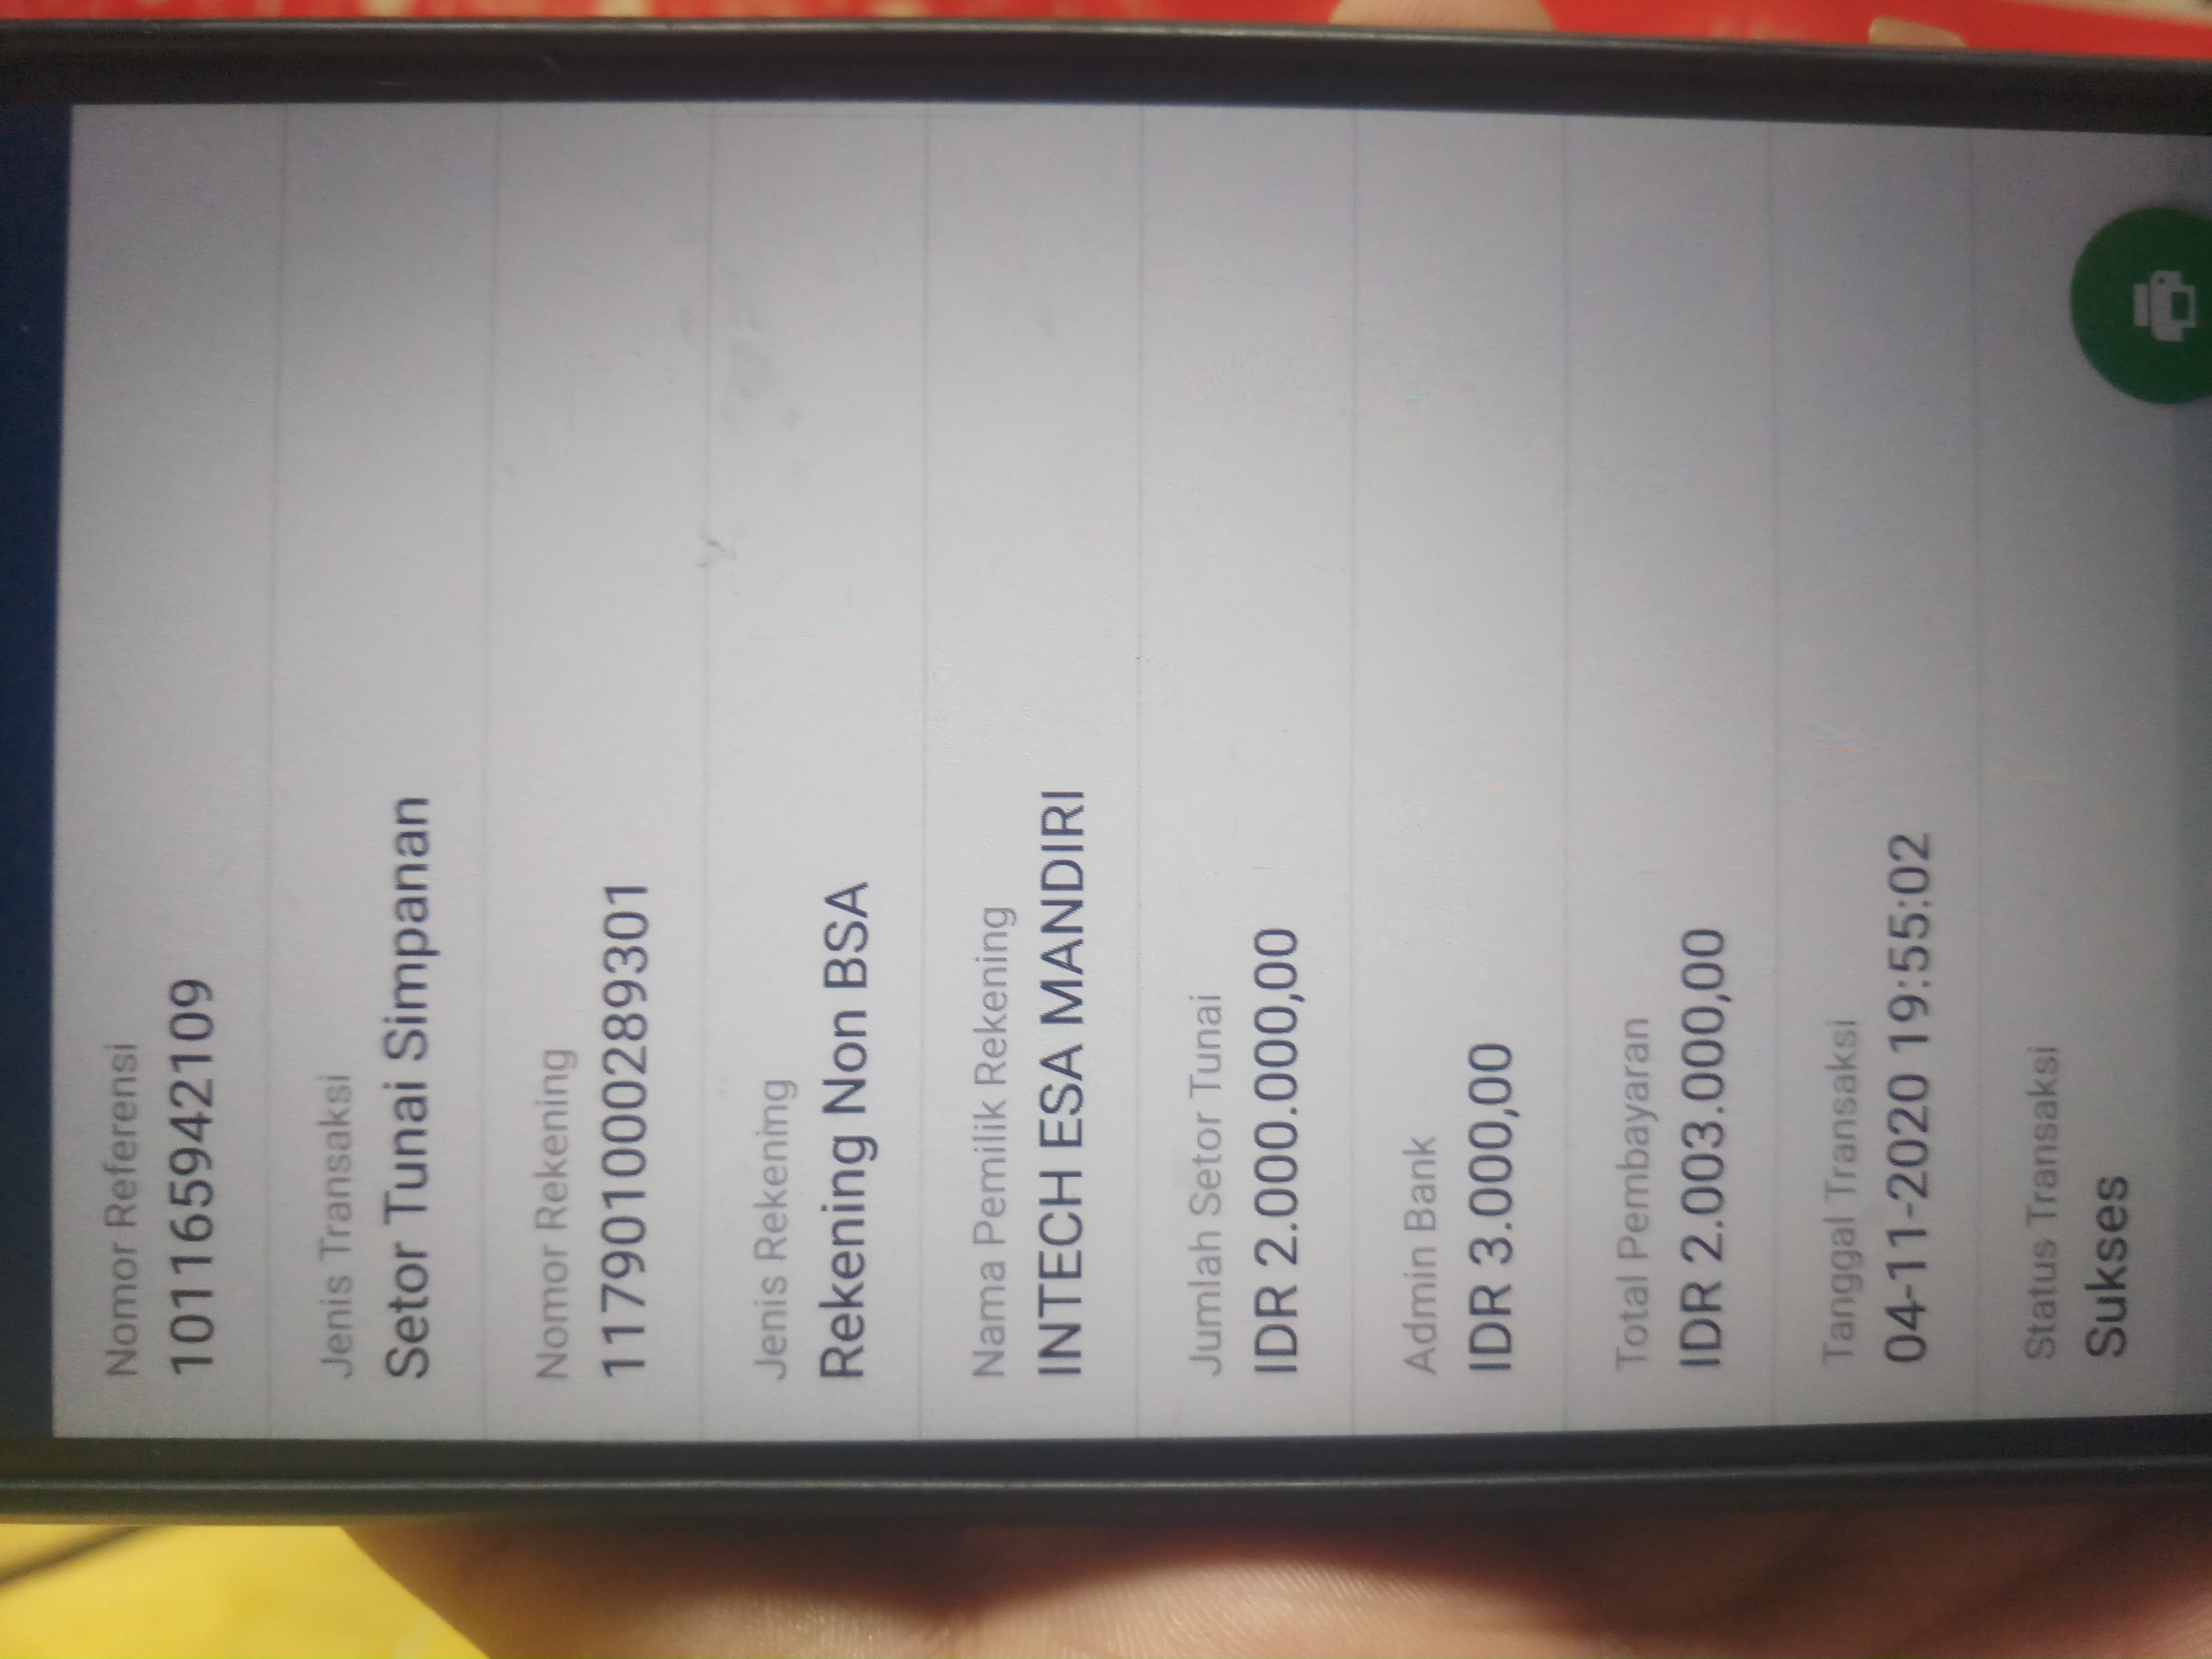 Nomor Referensi
101165942109
Jenis Transaksi
Setor Tunai Simpanan
Nomor Rekening
117901000289301
Jenis Rekening
Rekening Non BSA
Nama Pemilik Rekening
INTECH ESA MANDIRI
Jumlah Setor Tunai
IDR 2.000.000,00
Admin Bank
IDR 3.000,00
Total Pembayaran
IDR 2.003.000,00
Tanggal Transaksi
04-11-2020 19:55:02
Status Transaksi
Sukses